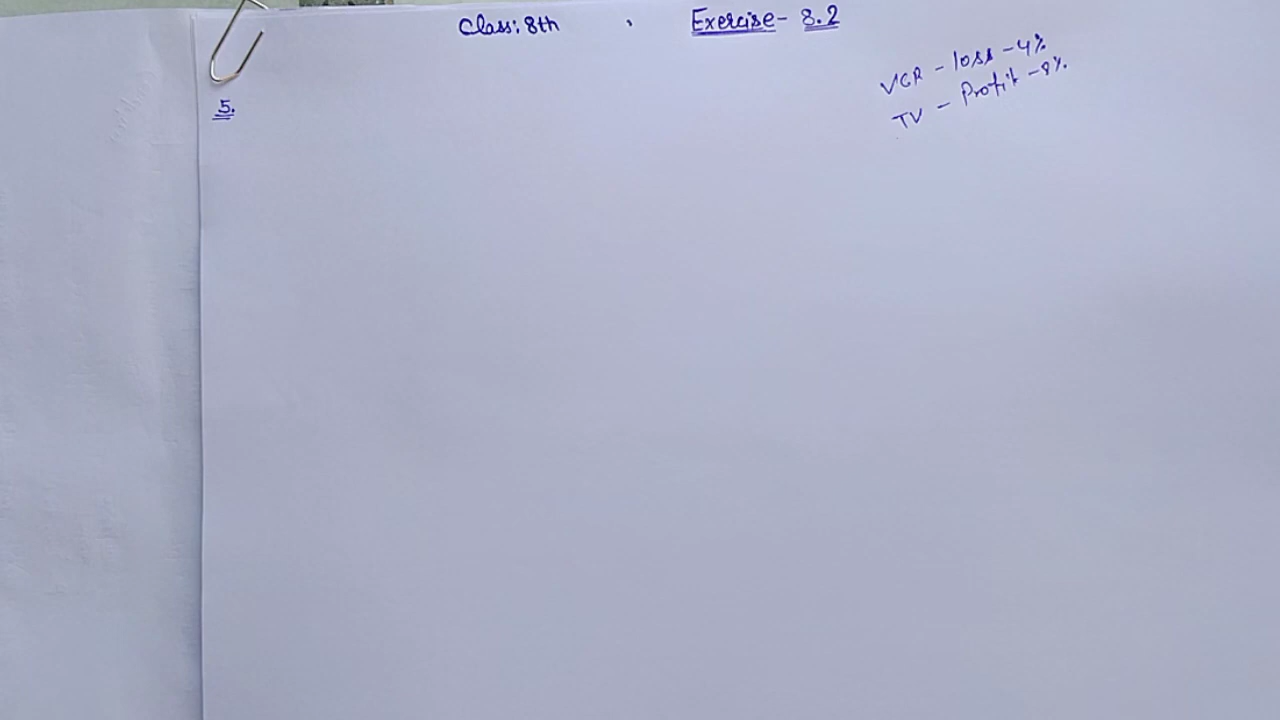 Class: 8th , Exercise- 8.2
VCR - loss - 4%
TV - Profit - 8%.
5.